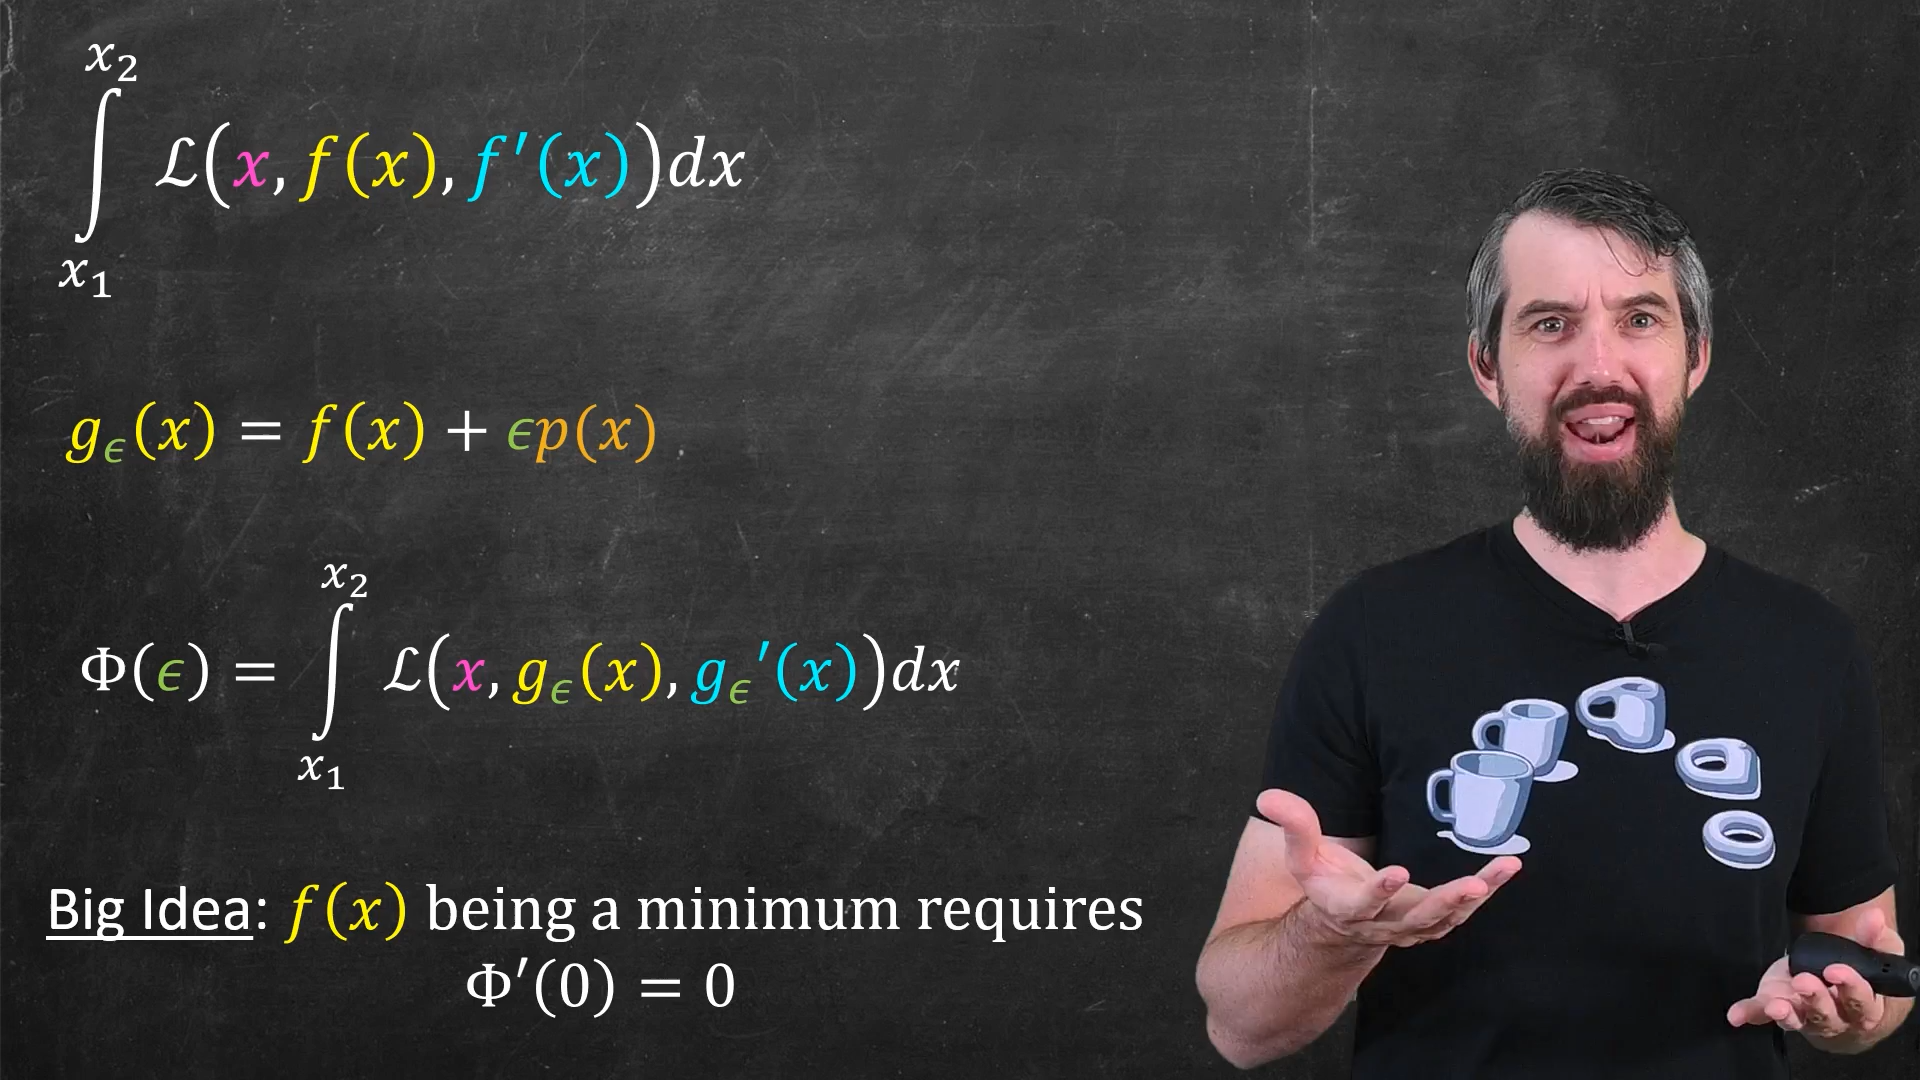 ∫_{x₁}^{x₂} ℒ(x, f(x), f′(x))dx
g_ϵ(x) = f(x) + ϵp(x)
Φ(ϵ) = ∫_{x₁}^{x₂} ℒ(x, g_ϵ(x), g_ϵ′(x))dx
Big Idea: f(x) being a minimum requires
Φ′(0) = 0